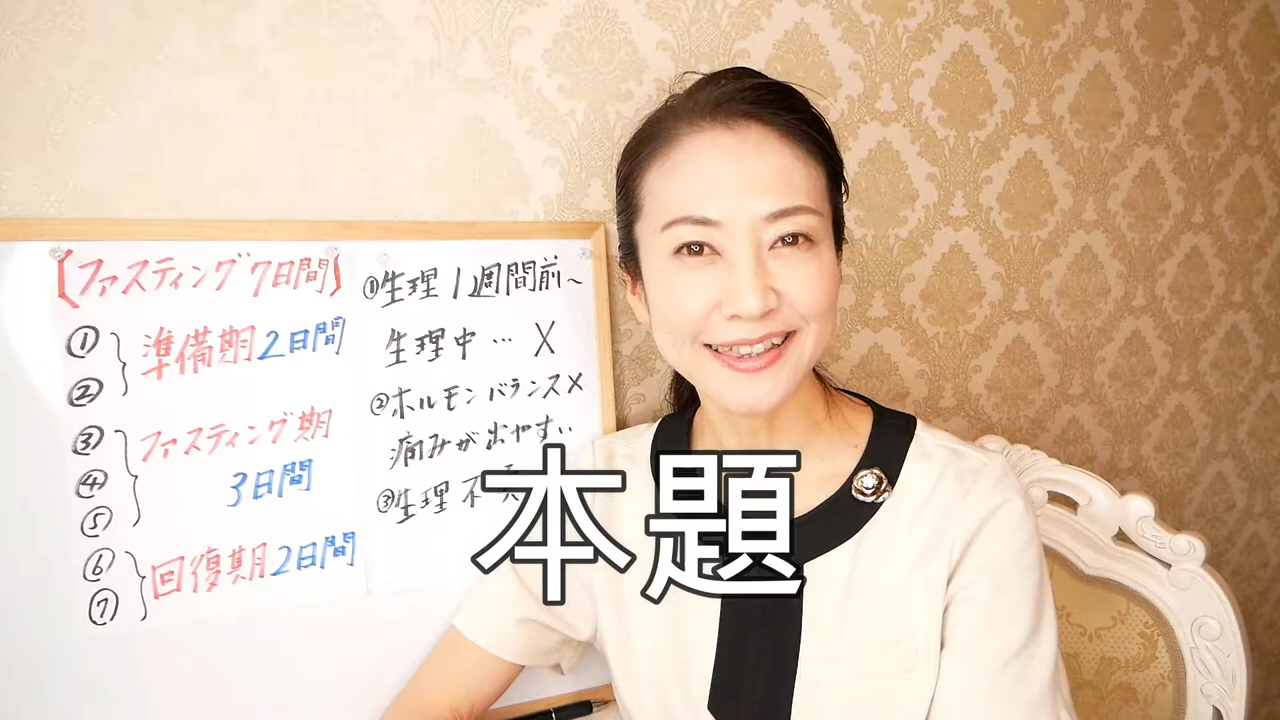 【ファスティング7日間】
①
② 準備期2日間
③ ファスティング期
④ 3日間
⑤
⑥ 回復期2日間
⑦
①生理1週間前~
生理中…×
②ホルモンバランス×
痛みが出やすい
③生理不
本題